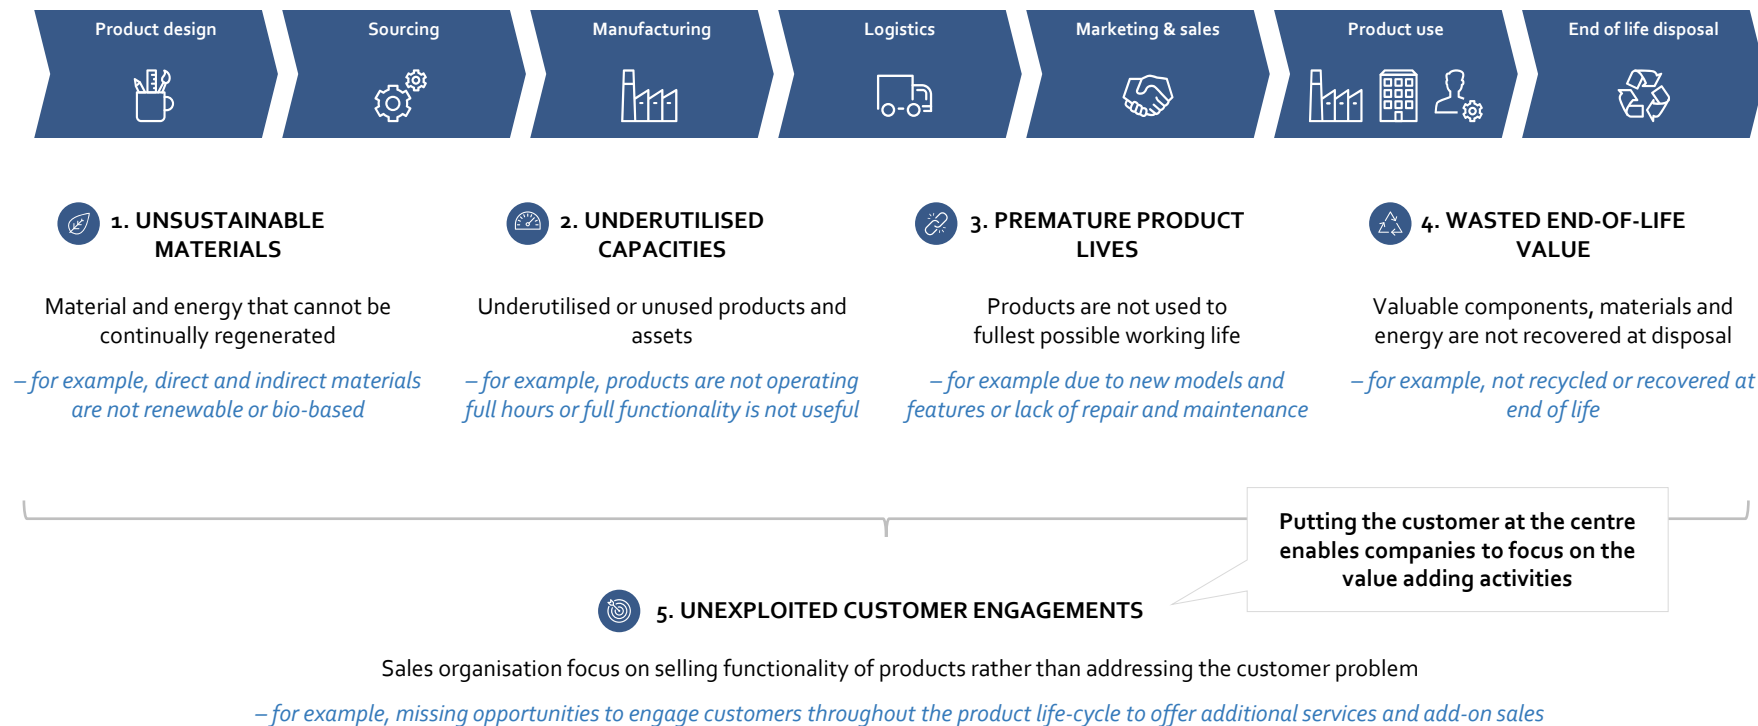 Product design
Sourcing
Manufacturing
Logistics
Marketing & sales
Product use
End of life disposal
1. UNSUSTAINABLE
MATERIALS
Material and energy that cannot be
continually regenerated
– for example, direct and indirect materials
are not renewable or bio-based
2. UNDERUTILISED
CAPACITIES
Underutilised or unused products and
assets
– for example, products are not operating
full hours or full functionality is not useful
3. PREMATURE PRODUCT
LIVES
Products are not used to
fullest possible working life
– for example due to new models and
features or lack of repair and maintenance
4. WASTED END-OF-LIFE
VALUE
Valuable components, materials and
energy are not recovered at disposal
– for example, not recycled or recovered at
end of life
Putting the customer at the centre
enables companies to focus on the
value adding activities
5. UNEXPLOITED CUSTOMER ENGAGEMENTS
Sales organisation focus on selling functionality of products rather than addressing the customer problem
– for example, missing opportunities to engage customers throughout the product life-cycle to offer additional services and add-on sales